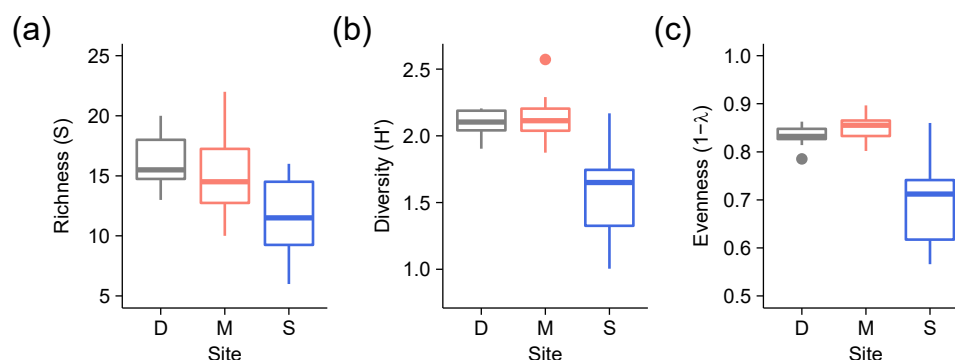 (a)
Richness (S)
25
20
15
10
5
D M S
Site
(b)
Diversity (H')
2.5
2.0
1.5
1.0
D M S
Site
(c)
Evenness (1−λ)
1.0
0.9
0.8
0.7
0.6
0.5
D M S
Site